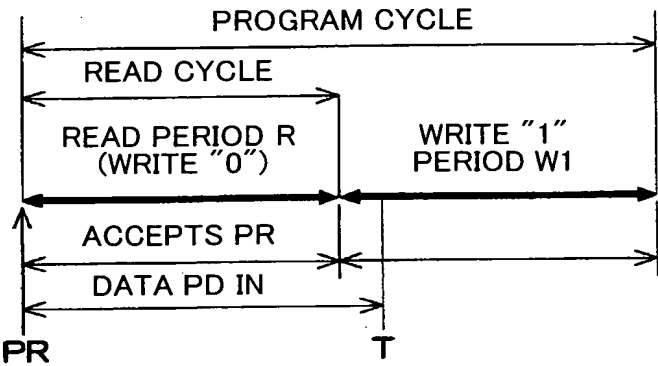 PROGRAM CYCLE
READ CYCLE
READ PERIOD R
(WRITE "0")
WRITE "1"
PERIOD W1
ACCEPTS PR
DATA PD IN
PR
T